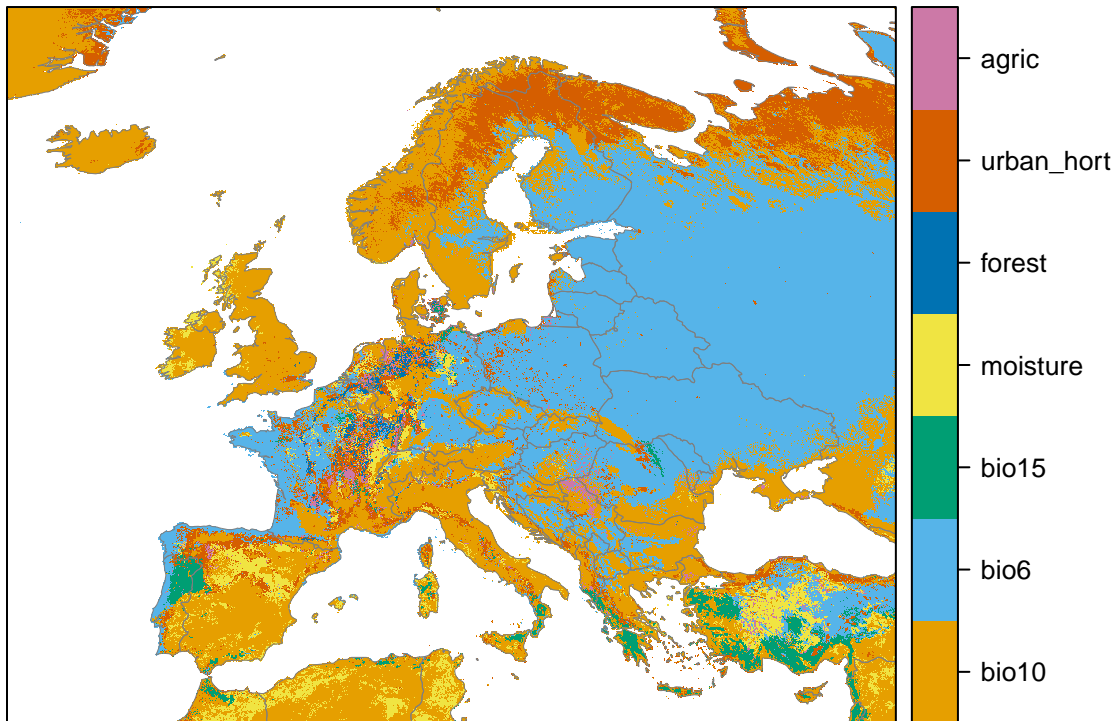 agric
urban_hort
forest
moisture
bio15
bio6
bio10